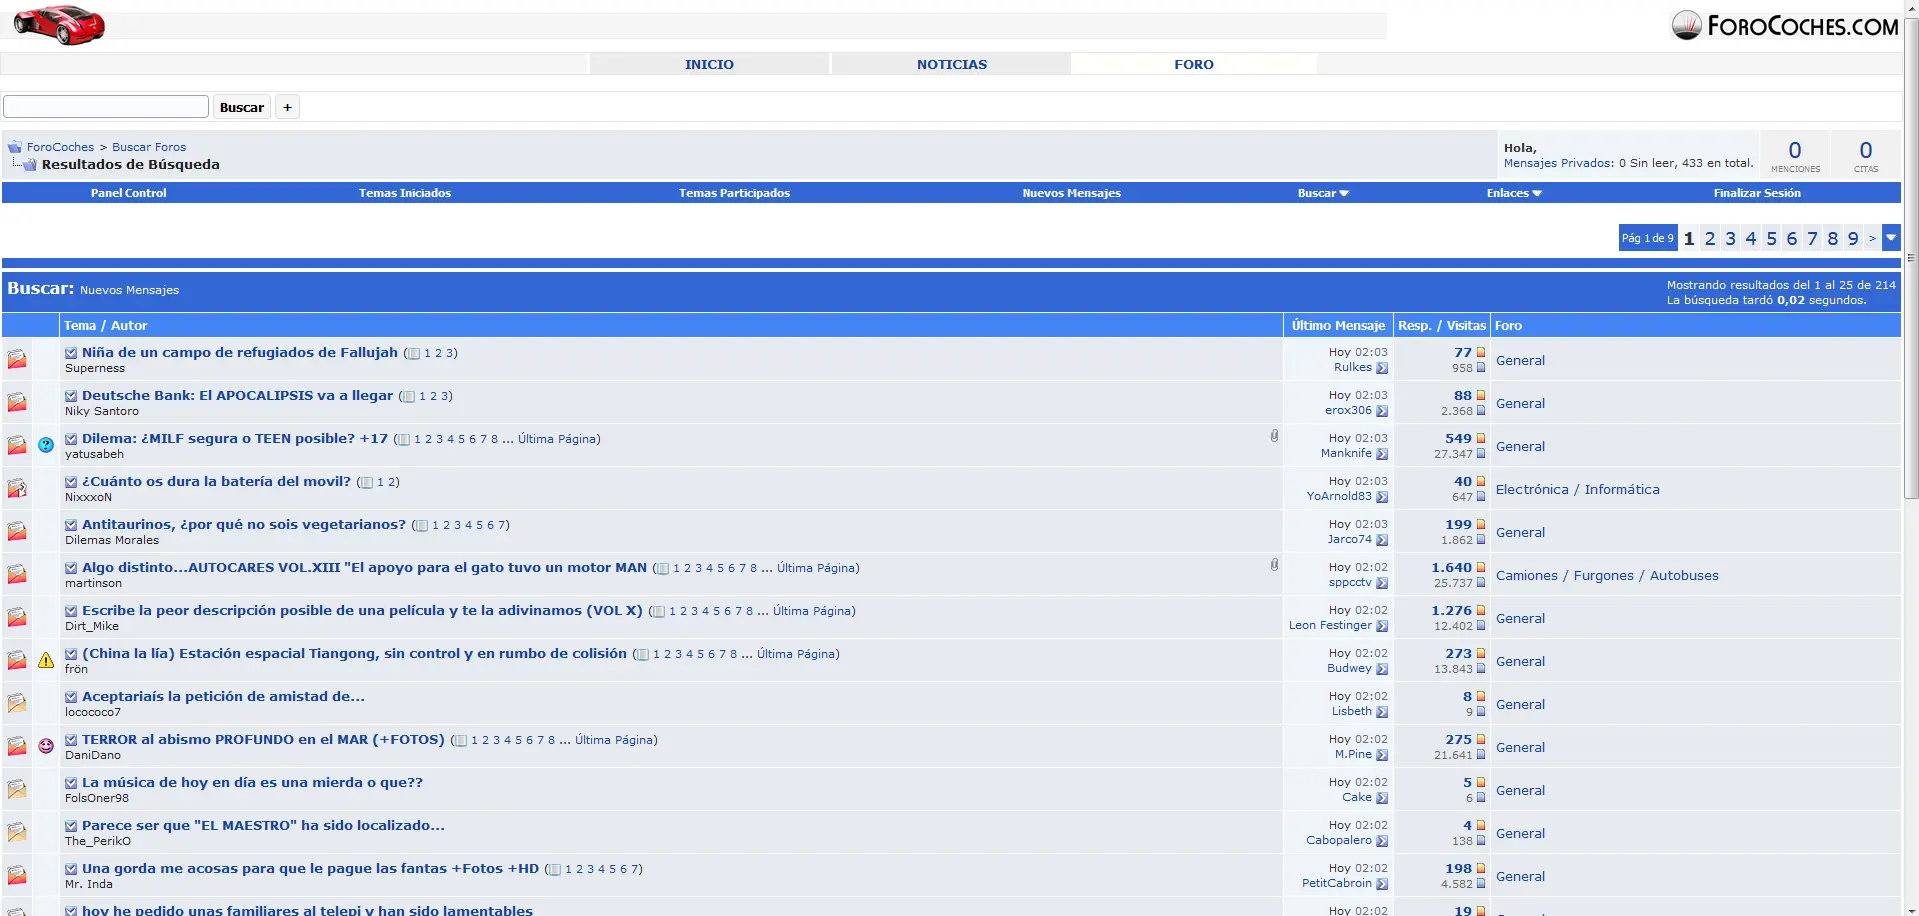 FOROCOCHES.COM
INICIO NOTICIAS FORO
Buscar +
ForoCoches > Buscar Foros
Resultados de Búsqueda
Hola,
Mensajes Privados: 0 Sin leer, 433 en total.
0 MENCIONES
0 CITAS
Panel Control Temas Iniciados Temas Participados Nuevos Mensajes Buscar Enlaces Finalizar Sesión
Pág 1 de 9 1 2 3 4 5 6 7 8 9 >
Buscar: Nuevos Mensajes
Mostrando resultados del 1 al 25 de 214
La búsqueda tardó 0,02 segundos.
Tema / Autor Último Mensaje Resp. / Visitas Foro
Niña de un campo de refugiados de Fallujah ( 1 2 3) Hoy 02:03 77
Superness Rulkes 958 General
Deutsche Bank: El APOCALIPSIS va a llegar ( 1 2 3) Hoy 02:03 88
Niky Santoro erox306 2.368 General
Dilema: ¿MILF segura o TEEN posible? +17 ( 1 2 3 4 5 6 7 8 ... Última Página) Hoy 02:03 549
yatusabeh Manknife 27.347 General
¿Cuánto os dura la batería del movil? ( 1 2) Hoy 02:03 40
NixxxoN YoArnold83 647 Electrónica / Informática
Antitaurinos, ¿por qué no sois vegetarianos? ( 1 2 3 4 5 6 7) Hoy 02:03 199
Dilemas Morales Jarco74 1.862 General
Algo distinto...AUTOCARES VOL.XIII "El apoyo para el gato tuvo un motor MAN ( 1 2 3 4 5 6 7 8 ... Última Página) Hoy 02:02 1.640
martinson sppcctv 25.737 Camiones / Furgones / Autobuses
Escribe la peor descripción posible de una película y te la adivinamos (VOL X) ( 1 2 3 4 5 6 7 8 ... Última Página) Hoy 02:02 1.276
Dirt_Mike Leon Festinger 12.402 General
(China la lía) Estación espacial Tiangong, sin control y en rumbo de colisión ( 1 2 3 4 5 6 7 8 ... Última Página) Hoy 02:02 273
frön Budwey 13.843 General
Aceptariaís la petición de amistad de... Hoy 02:02 8
locococo7 Lisbeth 9 General
TERROR al abismo PROFUNDO en el MAR (+FOTOS) ( 1 2 3 4 5 6 7 8 ... Última Página) Hoy 02:02 275
DaniDano M.Pine 21.641 General
La música de hoy en día es una mierda o que?? Hoy 02:02 5
FolsOner98 Cake 6 General
Parece ser que "EL MAESTRO" ha sido localizado... Hoy 02:02 4
The_PerikO Cabopalero 138 General
Una gorda me acosas para que le pague las fantas +Fotos +HD ( 1 2 3 4 5 6 7) Hoy 02:02 198
Mr. Inda PetitCabroin 4.582 General
hoy he pedido unas familiares al telepi y han sido lamentables Hoy 02:02 19